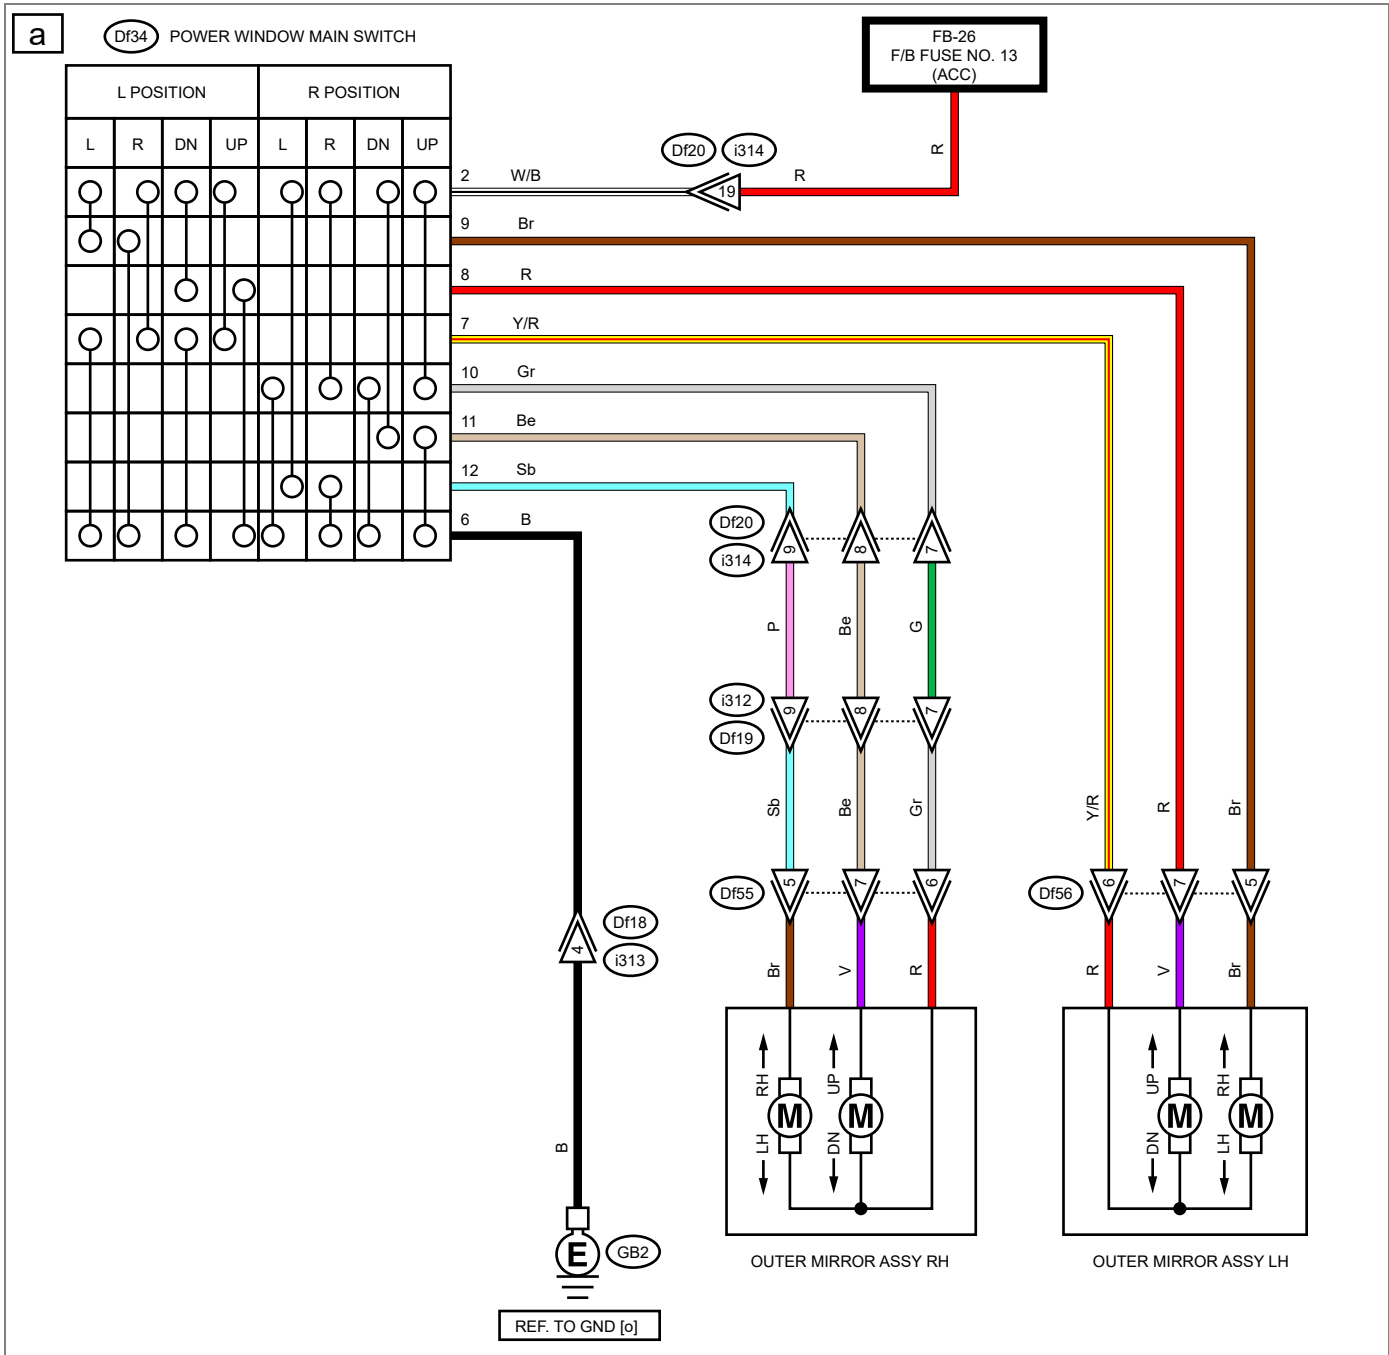 a
Df34 POWER WINDOW MAIN SWITCH
FB-26
F/B FUSE NO. 13
(ACC)
L POSITION R POSITION
L R DN UP L R DN UP
Df20 i314
R
2 W/B 19 R
9 Br
8 R
7 Y/R
10 Gr
11 Be
12 Sb
6 B
Df20
i314
9 8 7
P Be G
i312
Df19
9 8 7
Sb Be Gr Y/R R Br
Df55 5 7 6 Df56 6 7 5
Df18
i313
4
Br V R R V Br
RH UP UP RH
M M M M
LH DN DN LH
B
E GB2
OUTER MIRROR ASSY RH OUTER MIRROR ASSY LH
REF. TO GND [o]